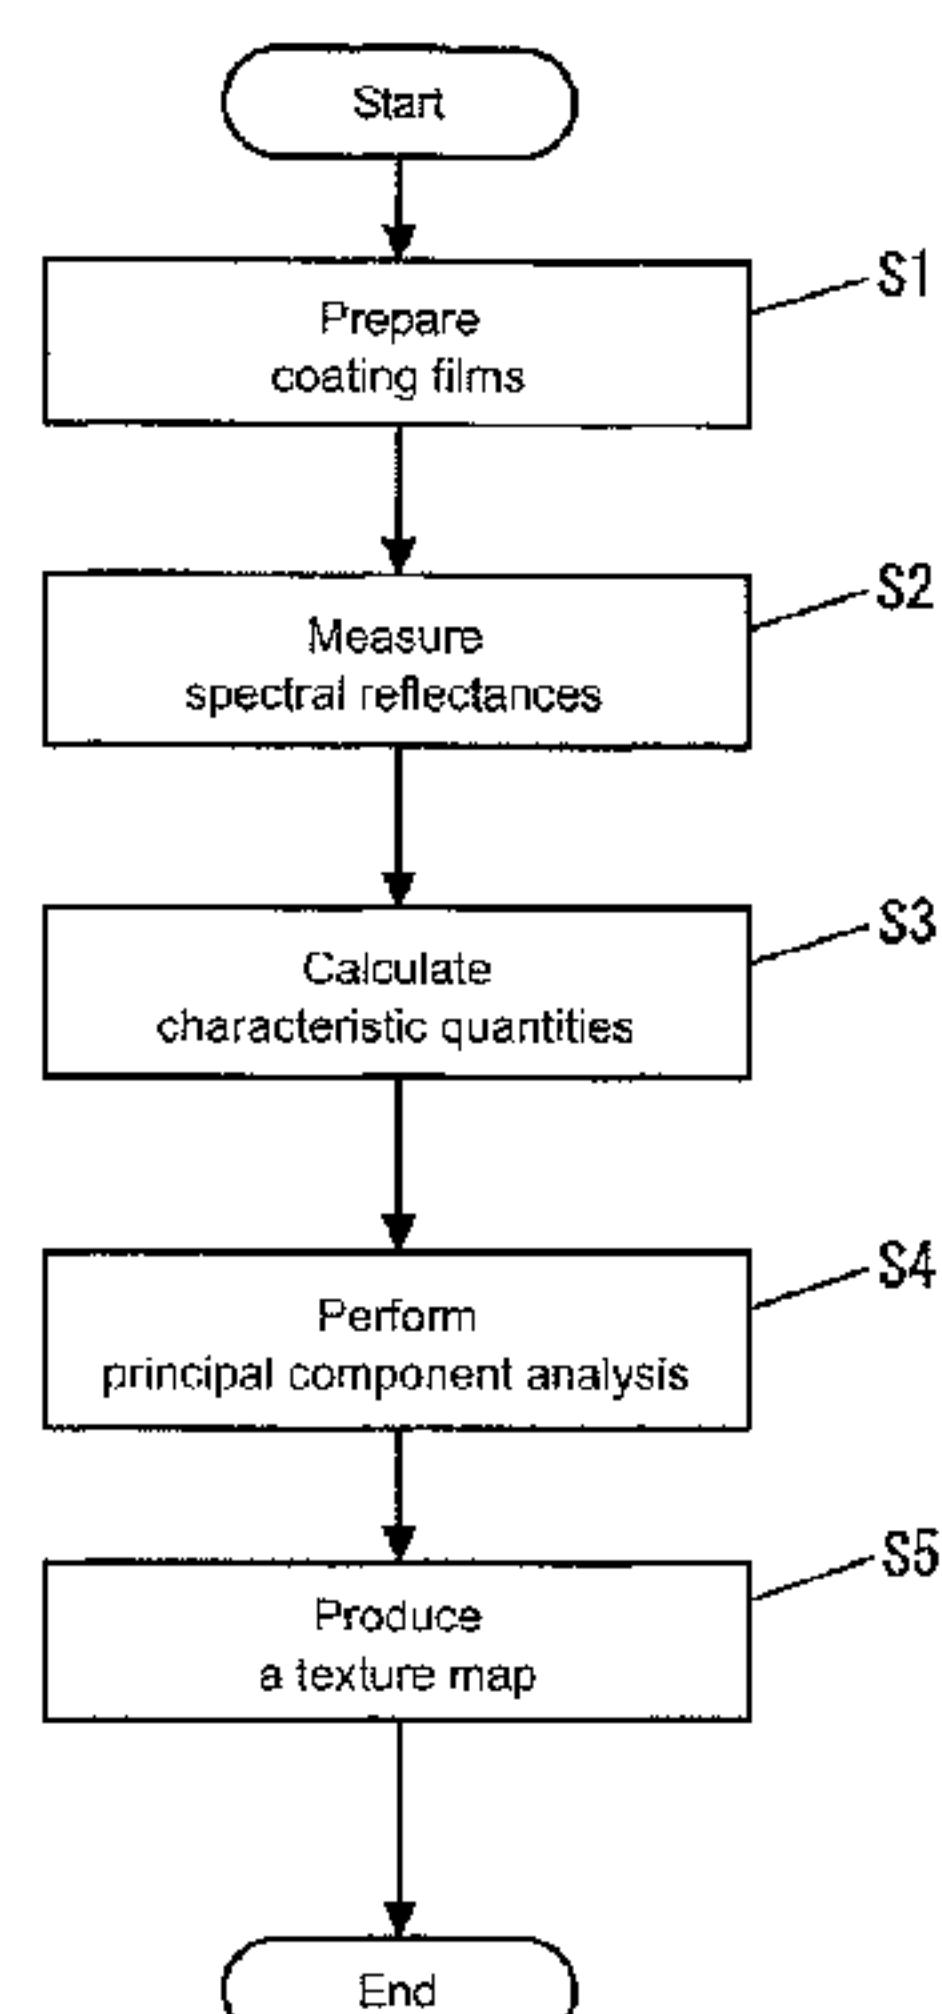 Start
S1
Prepare
coating films
S2
Measure
spectral reflectances
S3
Calculate
characteristic quantities
S4
Perform
principal component analysis
S5
Produce
a texture map
End